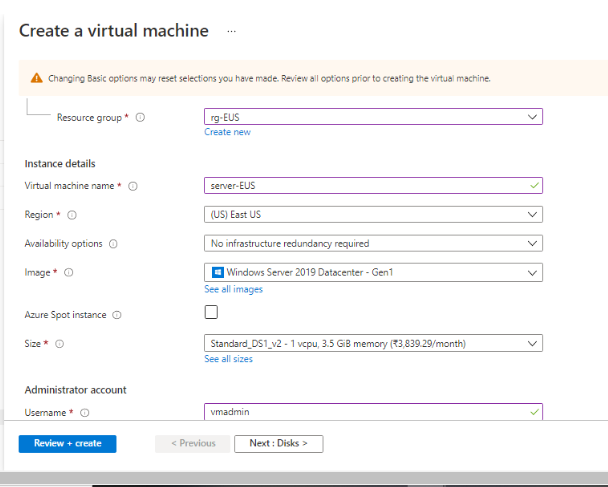 Create a virtual machine ...
Changing Basic options may reset selections you have made. Review all options prior to creating the virtual machine.
Resource group * rg-EUS
Create new
Instance details
Virtual machine name * server-EUS
Region * (US) East US
Availability options No infrastructure redundancy required
Image * Windows Server 2019 Datacenter - Gen1
See all images
Azure Spot instance
Size * Standard_DS1_v2 - 1 vcpu, 3.5 GiB memory (₹3,839.29/month)
See all sizes
Administrator account
Username * vmadmin
Review + create < Previous Next : Disks >